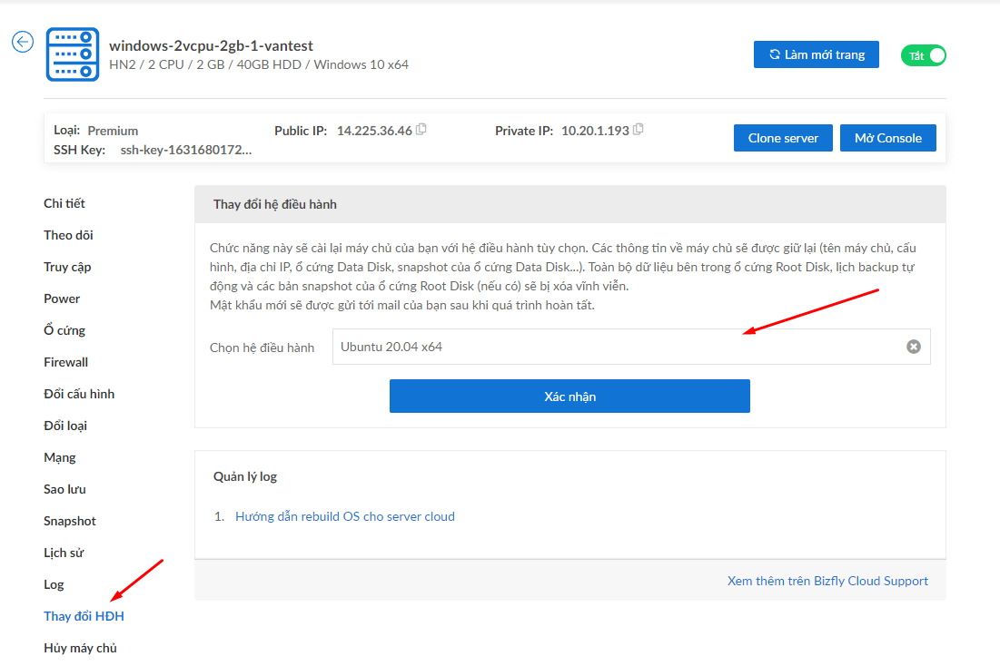 windows-2vcpu-2gb-1-vantest
HN2 / 2 CPU / 2 GB / 40GB HDD / Windows 10 x64
Làm mới trang
Tắt
Loại: Premium
Public IP: 14.225.36.46
Private IP: 10.20.1.193
SSH Key: ssh-key-1631680172...
Clone server
Mở Console
Chi tiết
Theo dõi
Truy cập
Power
Ổ cứng
Firewall
Đổi cấu hình
Đổi loại
Mạng
Sao lưu
Snapshot
Lịch sử
Log
Thay đổi HĐH
Hủy máy chủ
Thay đổi hệ điều hành
Chức năng này sẽ cài lại máy chủ của bạn với hệ điều hành tùy chọn. Các thông tin về máy chủ sẽ được giữ lại (tên máy chủ, cấu
hình, địa chỉ IP, ổ cứng Data Disk, snapshot của ổ cứng Data Disk...). Toàn bộ dữ liệu bên trong ổ cứng Root Disk, lịch backup tự
động và các bản snapshot của ổ cứng Root Disk (nếu có) sẽ bị xóa vĩnh viễn.
Mật khẩu mới sẽ được gửi tới mail của bạn sau khi quá trình hoàn tất.
Chọn hệ điều hành
Ubuntu 20.04 x64
Xác nhận
Quản lý log
1. Hướng dẫn rebuild OS cho server cloud
Xem thêm trên Bizfly Cloud Support